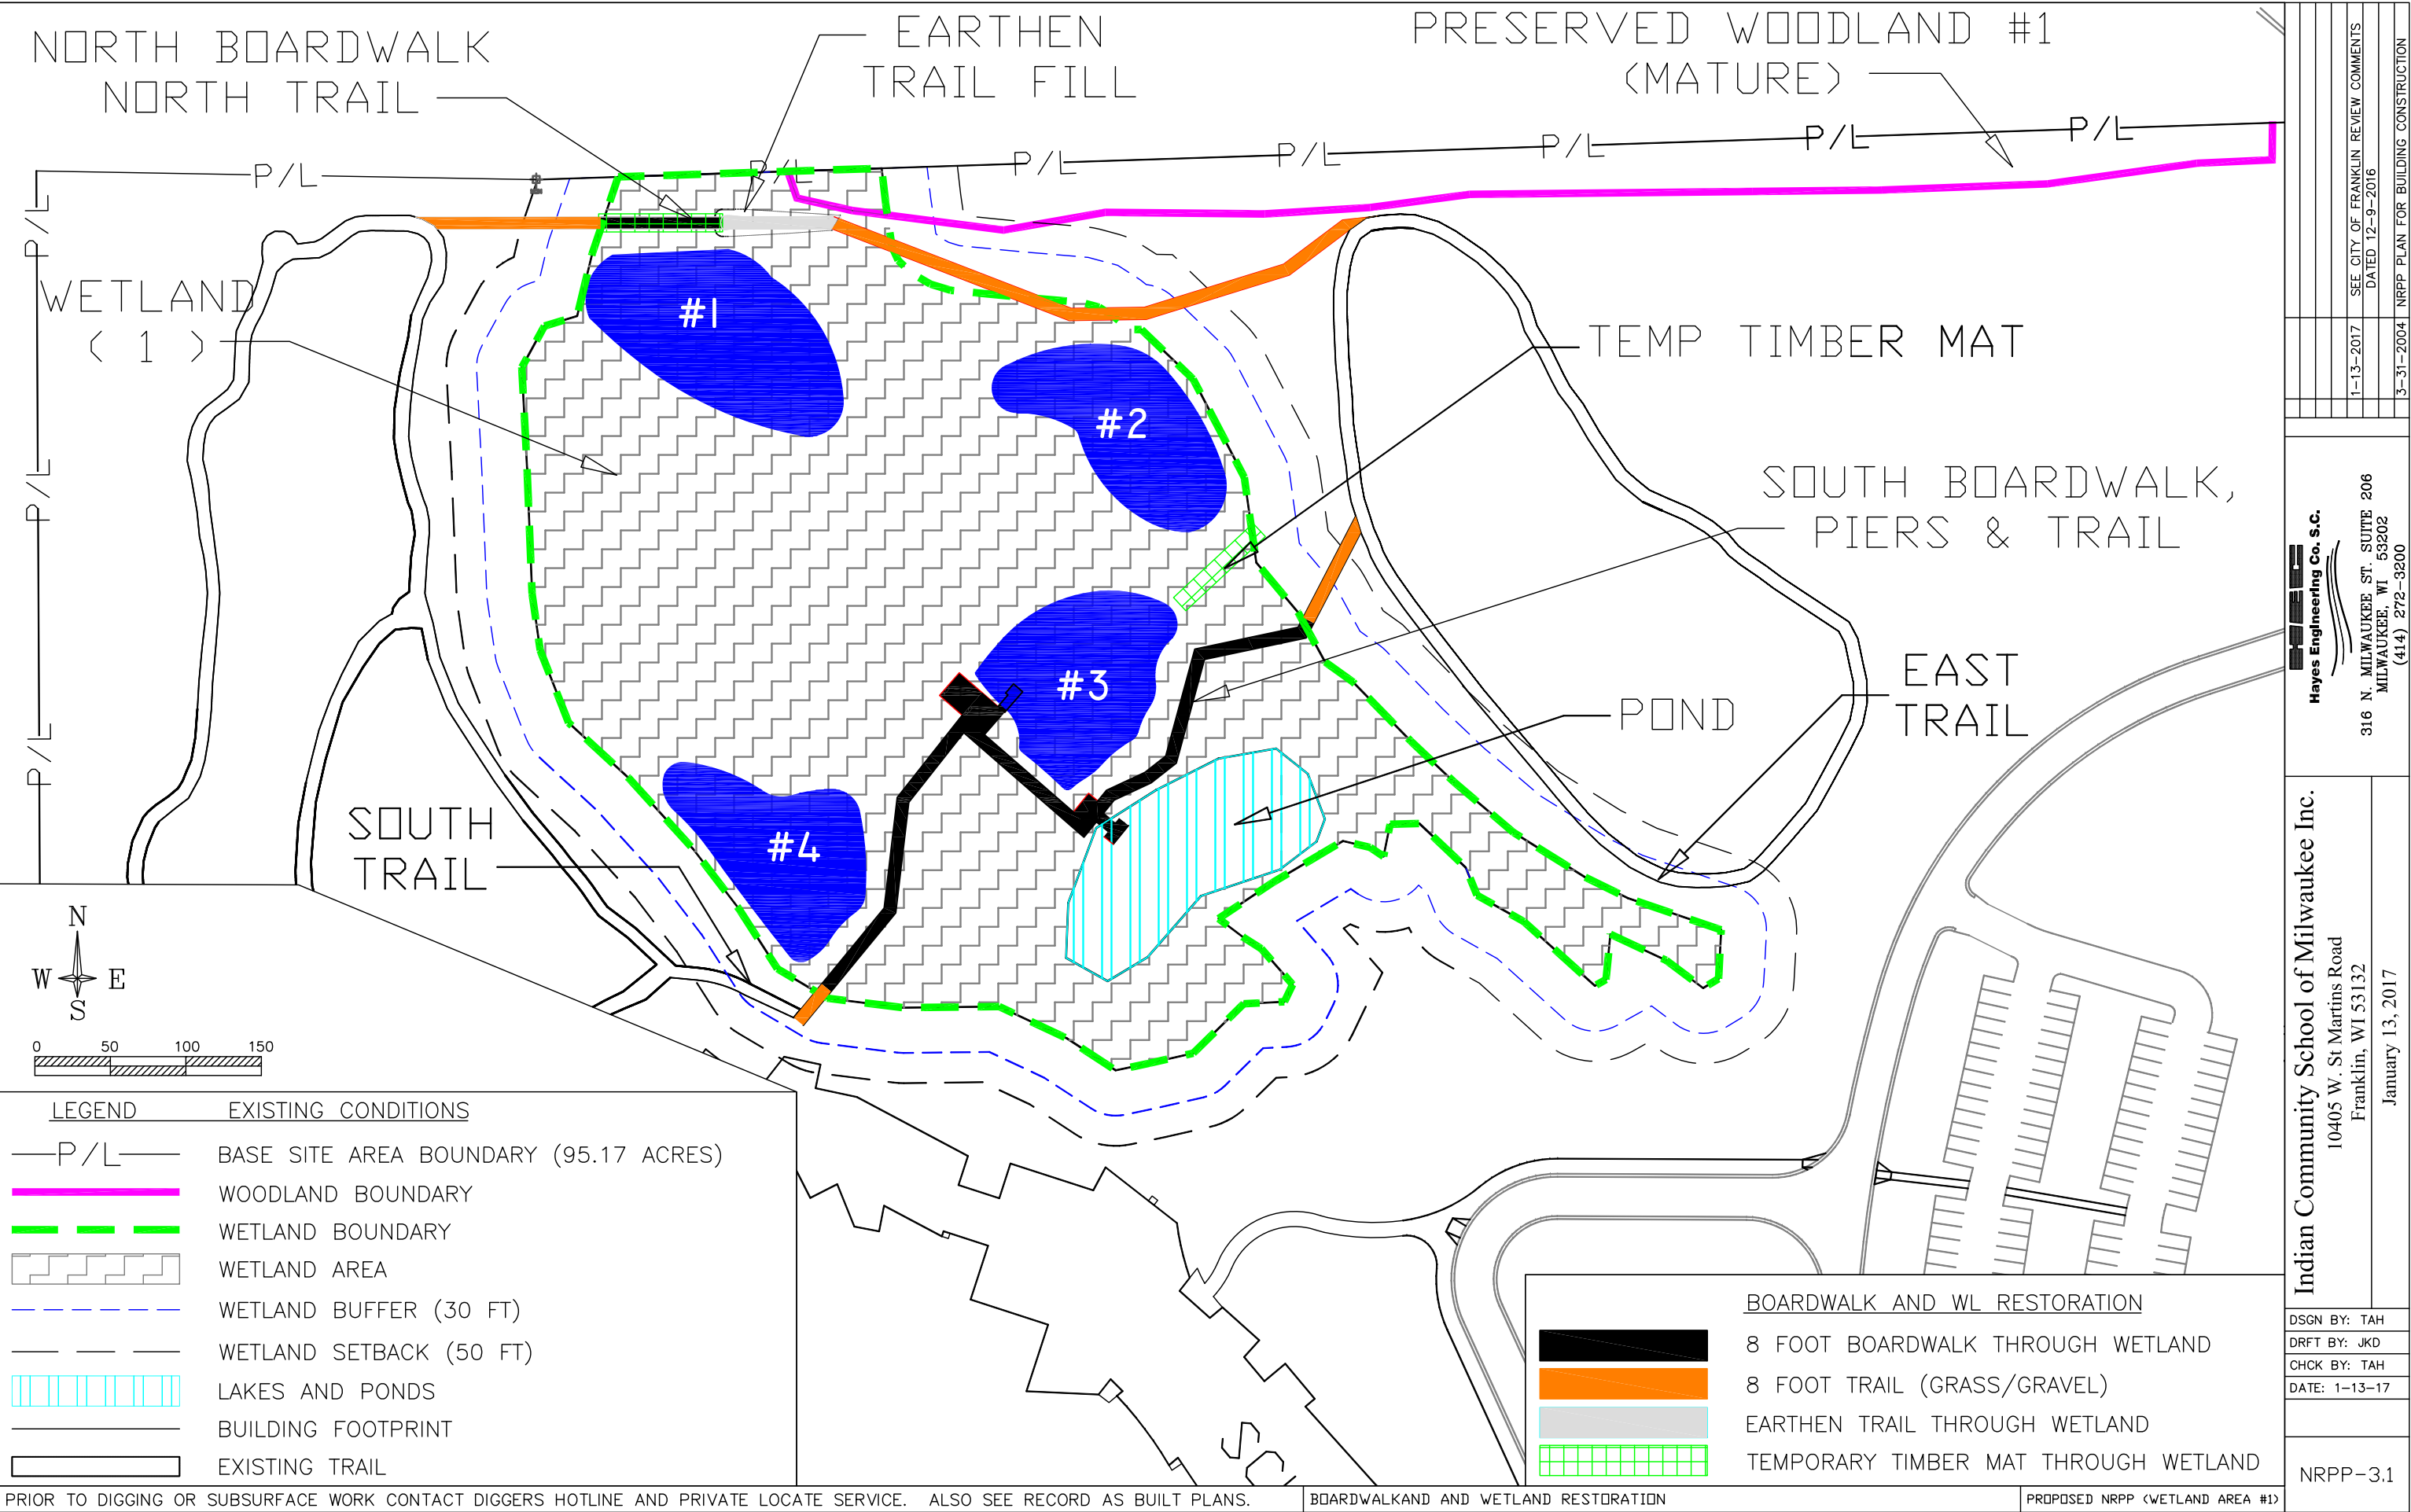 NORTH BOARDWALK
NORTH TRAIL
EARTHEN
TRAIL FILL
PRESERVED WOODLAND #1
(MATURE)
P/L
P/L
P/L
P/L
P/L
P/L
P/L
P/L
P/L
P/L
WETLAND
( 1 )
#1
#2
#3
#4
TEMP TIMBER MAT
SOUTH BOARDWALK,
PIERS & TRAIL
POND
EAST
TRAIL
SOUTH
TRAIL
N
W E
S
0 50 100 150
LEGEND EXISTING CONDITIONS
P/L BASE SITE AREA BOUNDARY (95.17 ACRES)
WOODLAND BOUNDARY
WETLAND BOUNDARY
WETLAND AREA
WETLAND BUFFER (30 FT)
WETLAND SETBACK (50 FT)
LAKES AND PONDS
BUILDING FOOTPRINT
EXISTING TRAIL
BOARDWALK AND WL RESTORATION
8 FOOT BOARDWALK THROUGH WETLAND
8 FOOT TRAIL (GRASS/GRAVEL)
EARTHEN TRAIL THROUGH WETLAND
TEMPORARY TIMBER MAT THROUGH WETLAND
PRIOR TO DIGGING OR SUBSURFACE WORK CONTACT DIGGERS HOTLINE AND PRIVATE LOCATE SERVICE. ALSO SEE RECORD AS BUILT PLANS.
BOARDWALKAND AND WETLAND RESTORATION
PROPOSED NRPP (WETLAND AREA #1)
1-13-2017 SEE CITY OF FRANKLIN REVIEW COMMENTS
DATED 12-9-2016
3-31-2004 NRPP PLAN FOR BUILDING CONSTRUCTION
HEC
Hayes Engineering Co. S.C.
316 N. MILWAUKEE ST. SUITE 206
MILWAUKEE, WI 53202
(414) 272-3200
Indian Community School of Milwaukee Inc.
10405 W. St Martins Road
Franklin, WI 53132
January 13, 2017
DSGN BY: TAH
DRFT BY: JKD
CHCK BY: TAH
DATE: 1-13-17
NRPP-3.1